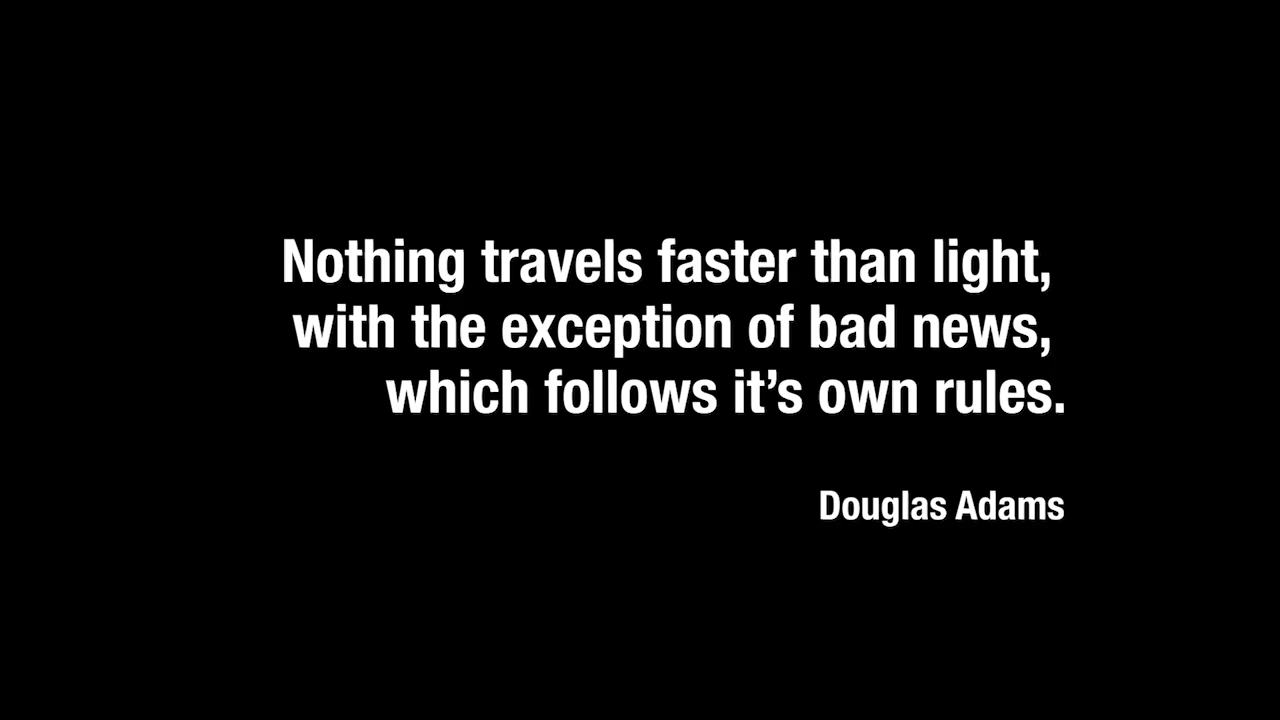 Nothing travels faster than light,
with the exception of bad news,
which follows it’s own rules.
Douglas Adams